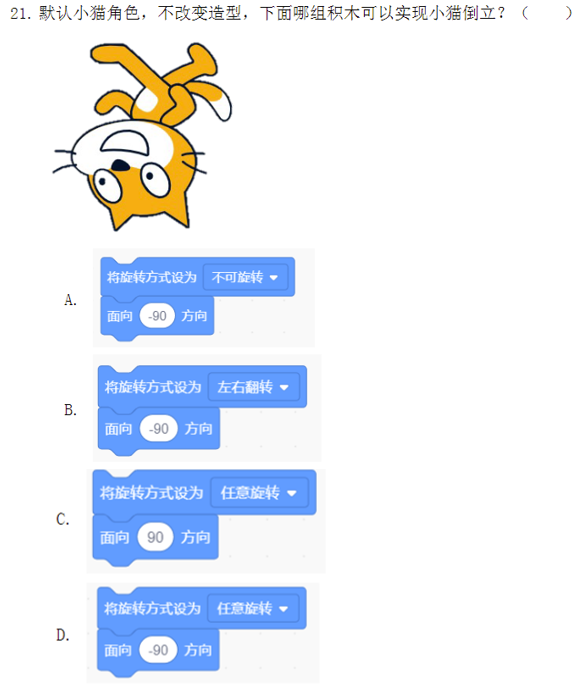 21. 默认小猫角色，不改变造型，下面哪组积木可以实现小猫倒立？（　　）
A.
将旋转方式设为 不可旋转
面向 -90 方向
B.
将旋转方式设为 左右翻转
面向 -90 方向
C.
将旋转方式设为 任意旋转
面向 90 方向
D.
将旋转方式设为 任意旋转
面向 -90 方向